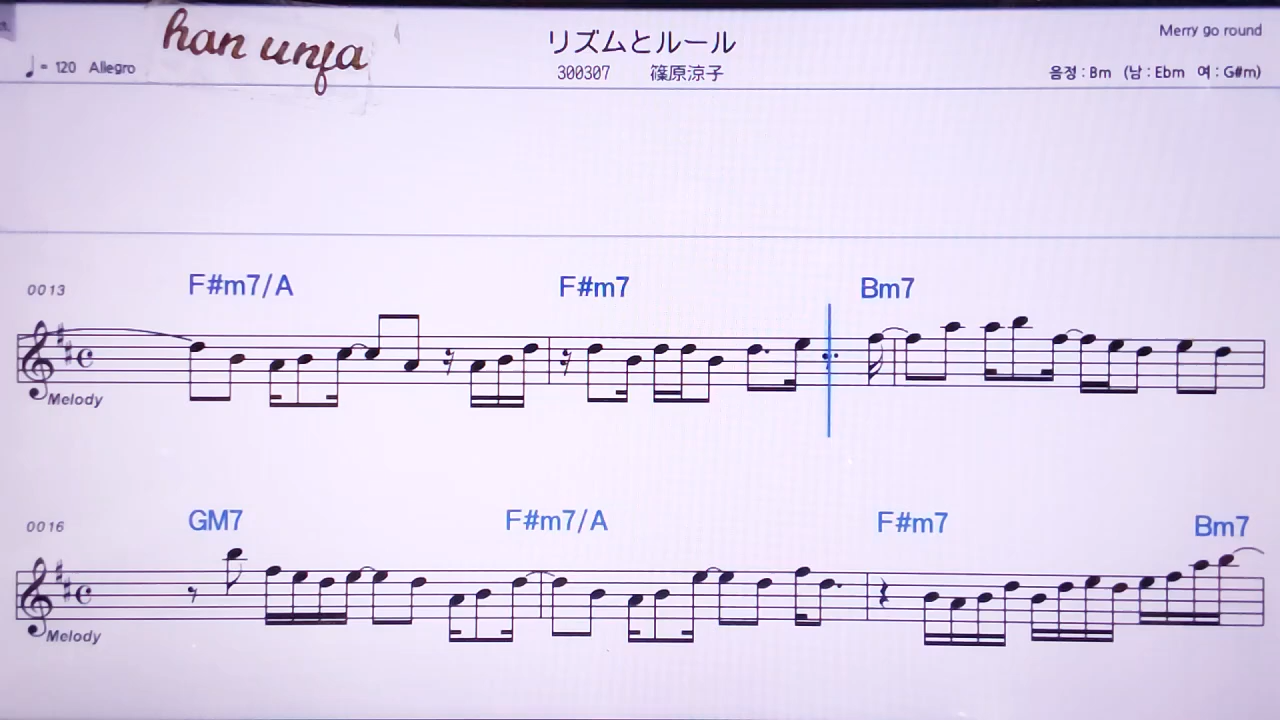 han unfa
リズムとルール
Merry go round
♩= 120 Allegro
300307 篠原涼子
음정 : Bm (남 : Ebm 여 : G#m)
0013
F#m7/A F#m7 Bm7
Melody
0016
GM7 F#m7/A F#m7 Bm7
Melody